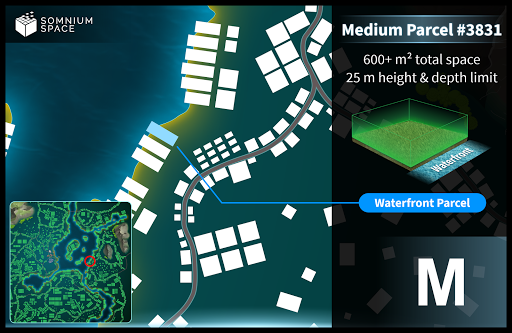 SOMNIUM
SPACE
Medium Parcel #3831
600+ m² total space
25 m height & depth limit
Waterfront
Waterfront Parcel
M